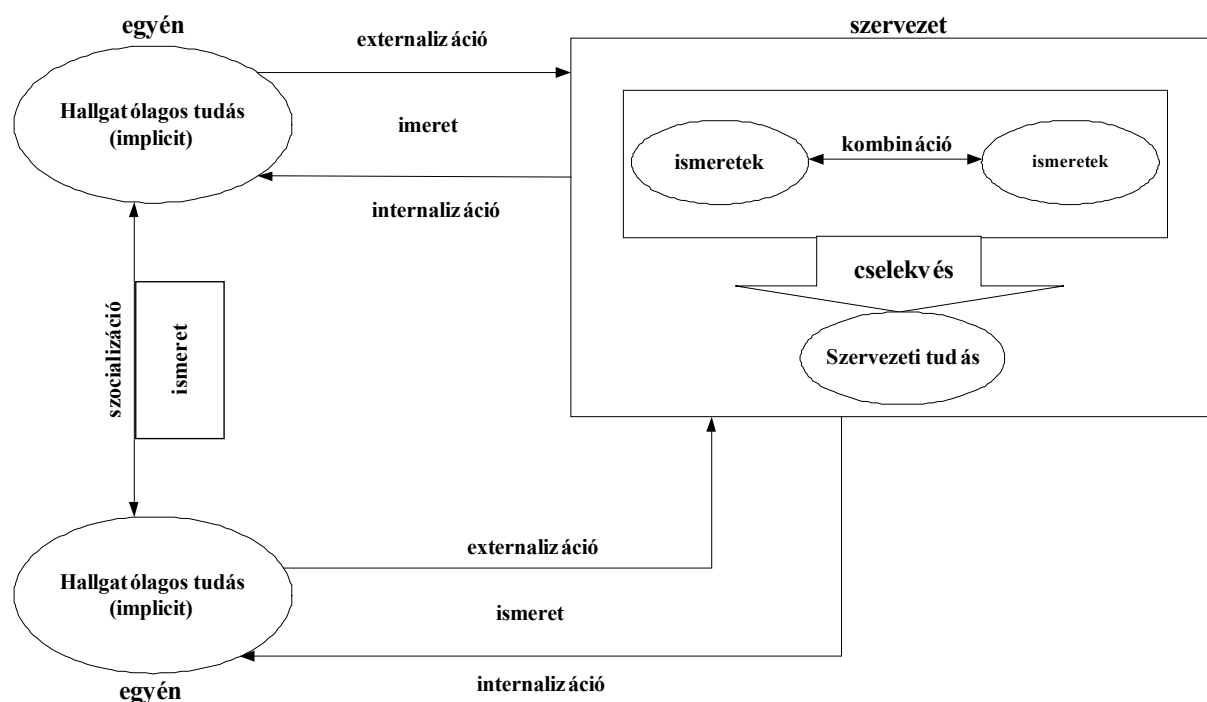 egyén
externalizáció
szervezet
Hallgatólagos tudás
(implicit)
imeret
kombináció
ismeretek
ismeretek
internalizáció
cselekvés
szocializáció
ismeret
Szervezeti tudás
externalizáció
Hallgatólagos tudás
(implicit)
ismeret
internalizáció
egyén